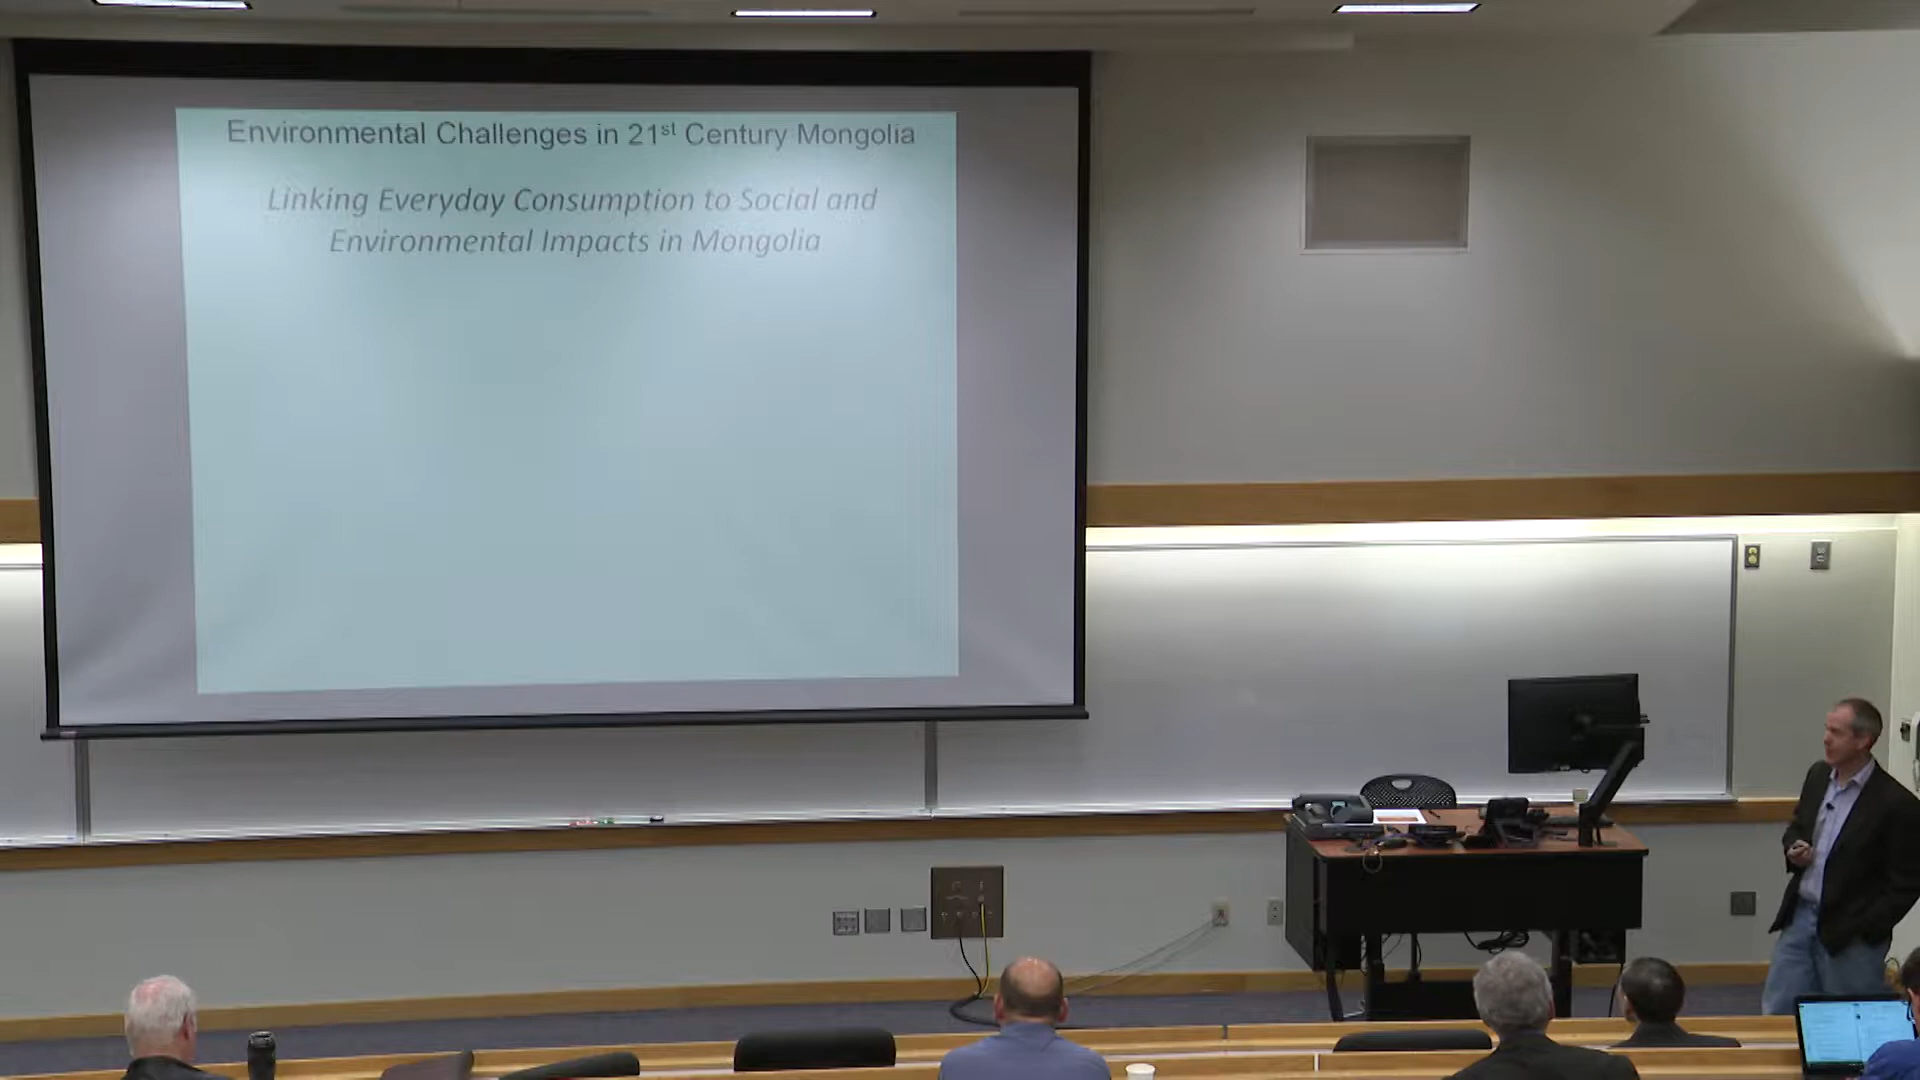 Environmental Challenges in 21st Century Mongolia
Linking Everyday Consumption to Social and
Environmental Impacts in Mongolia